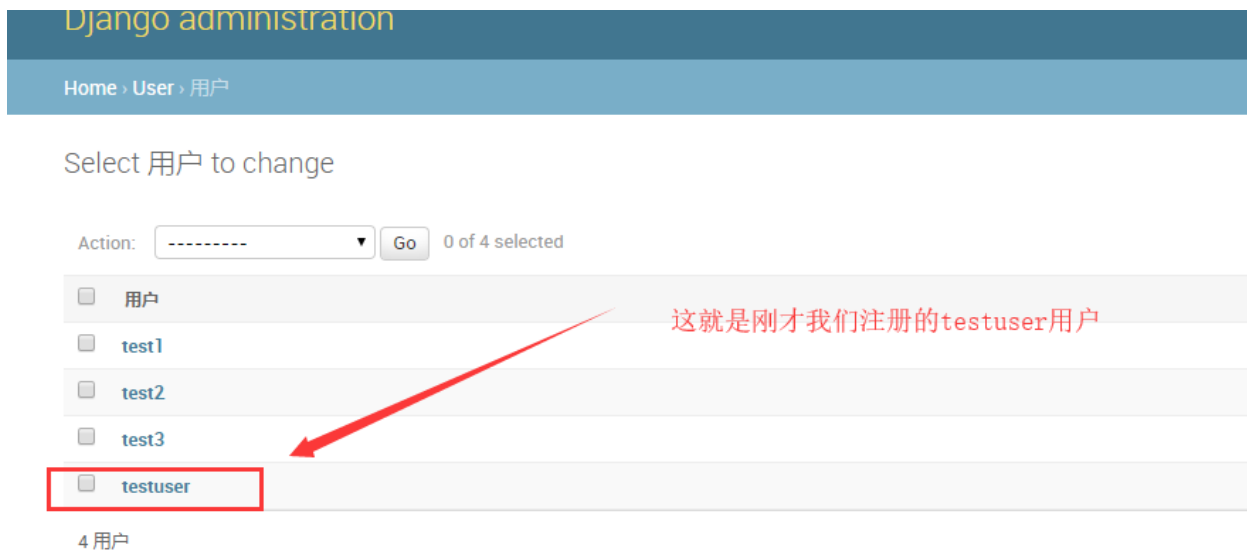 Django administration
Home › User › 用户
Select 用户 to change
Action: --------- Go 0 of 4 selected
用户
这就是刚才我们注册的testuser用户
test1
test2
test3
testuser
4 用户